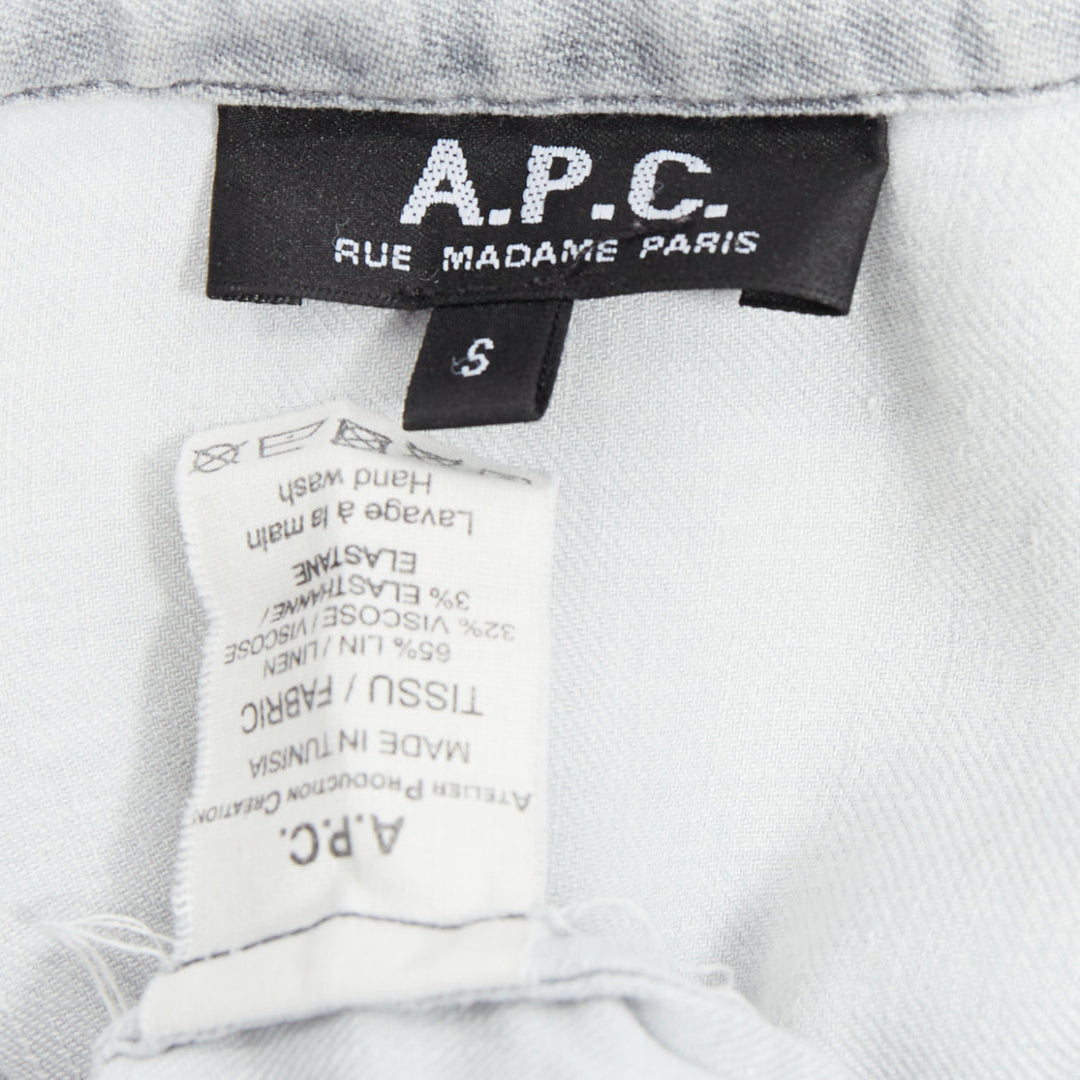 A.P.C.
RUE MADAME PARIS
S
A.P.C.
ATELIER PRODUCTION CRÉATION
MADE IN TUNISIA
TISSU / FABRIC
65% LIN / LINEN
32% VISCOSE / VISCOSE
3% ELASTHANNE /
ELASTANE
Lavage à la main
Hand wash